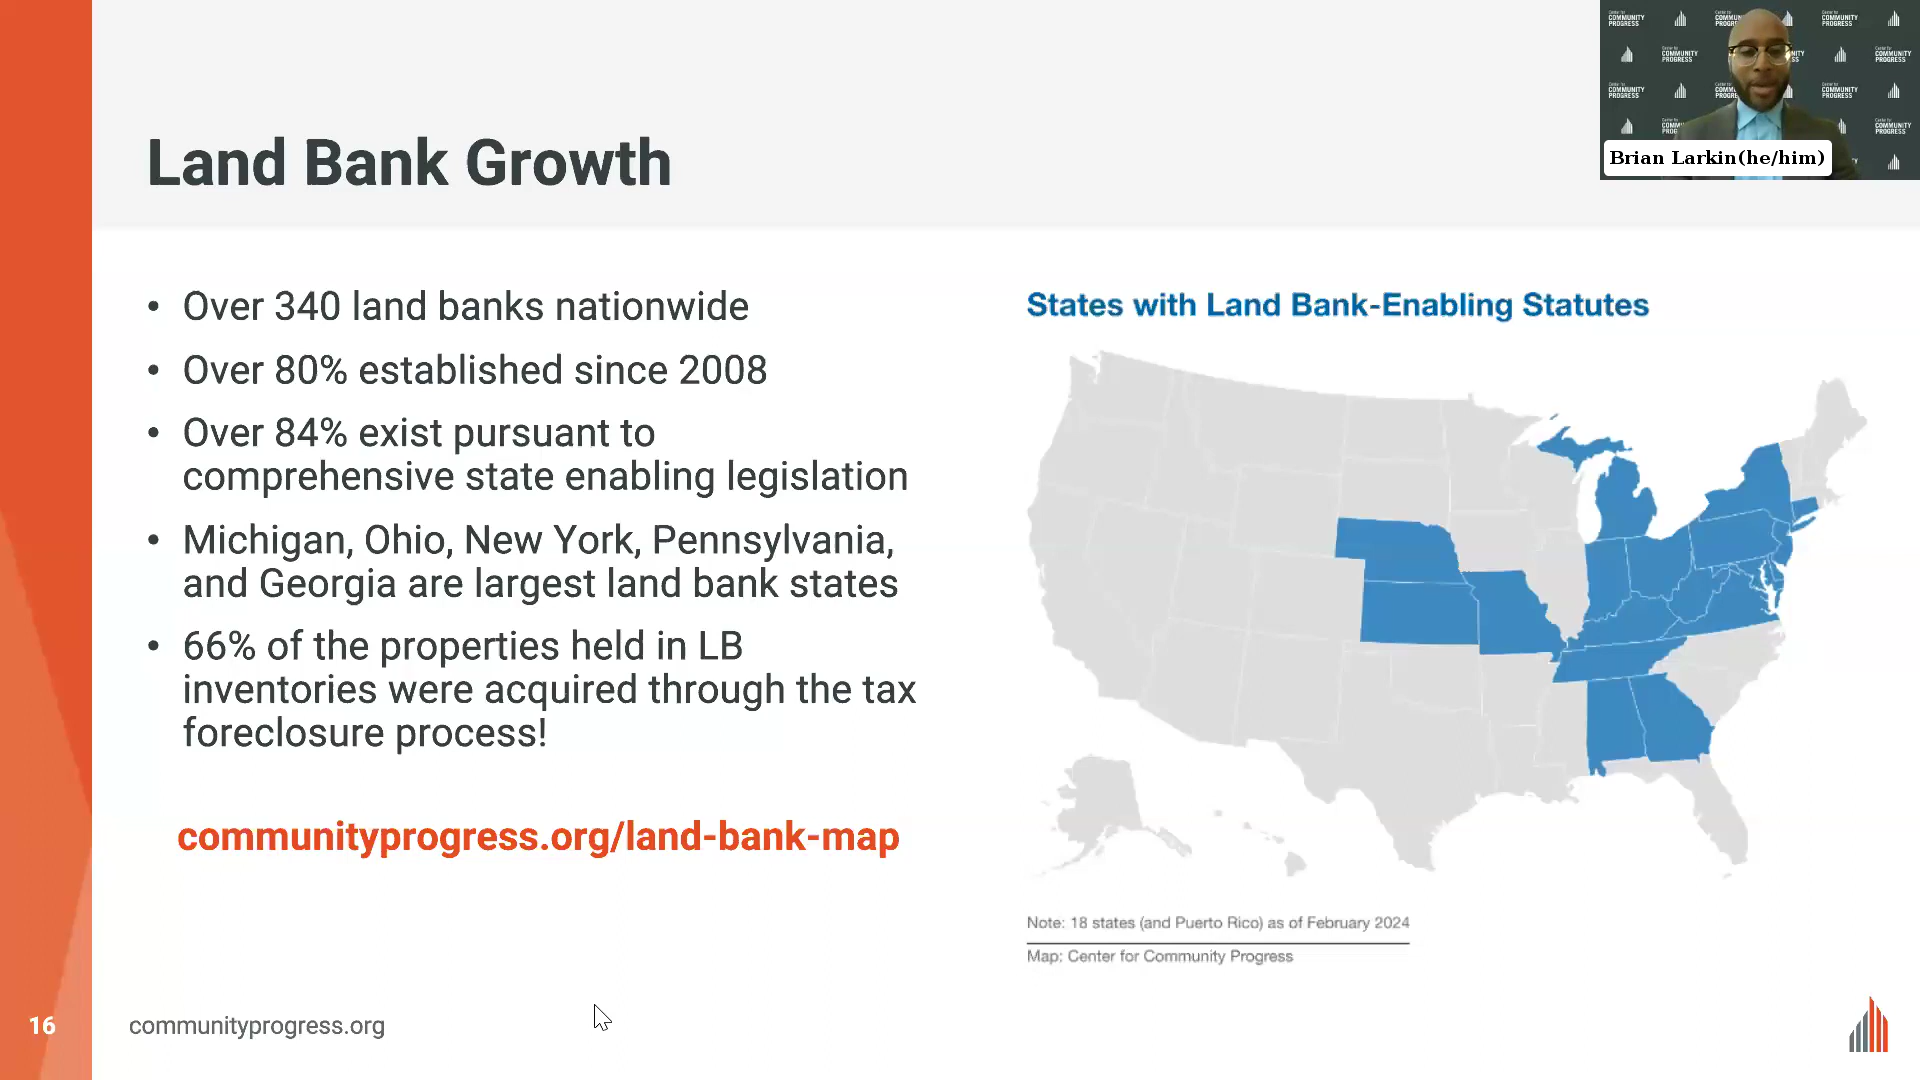 Land Bank Growth
Brian Larkin(he/him)
• Over 340 land banks nationwide
• Over 80% established since 2008
• Over 84% exist pursuant to
comprehensive state enabling legislation
• Michigan, Ohio, New York, Pennsylvania,
and Georgia are largest land bank states
• 66% of the properties held in LB
inventories were acquired through the tax
foreclosure process!
communityprogress.org/land-bank-map
States with Land Bank-Enabling Statutes
Note: 18 states (and Puerto Rico) as of February 2024
Map: Center for Community Progress
16
communityprogress.org
Center for
COMMUNITY
PROGRESS